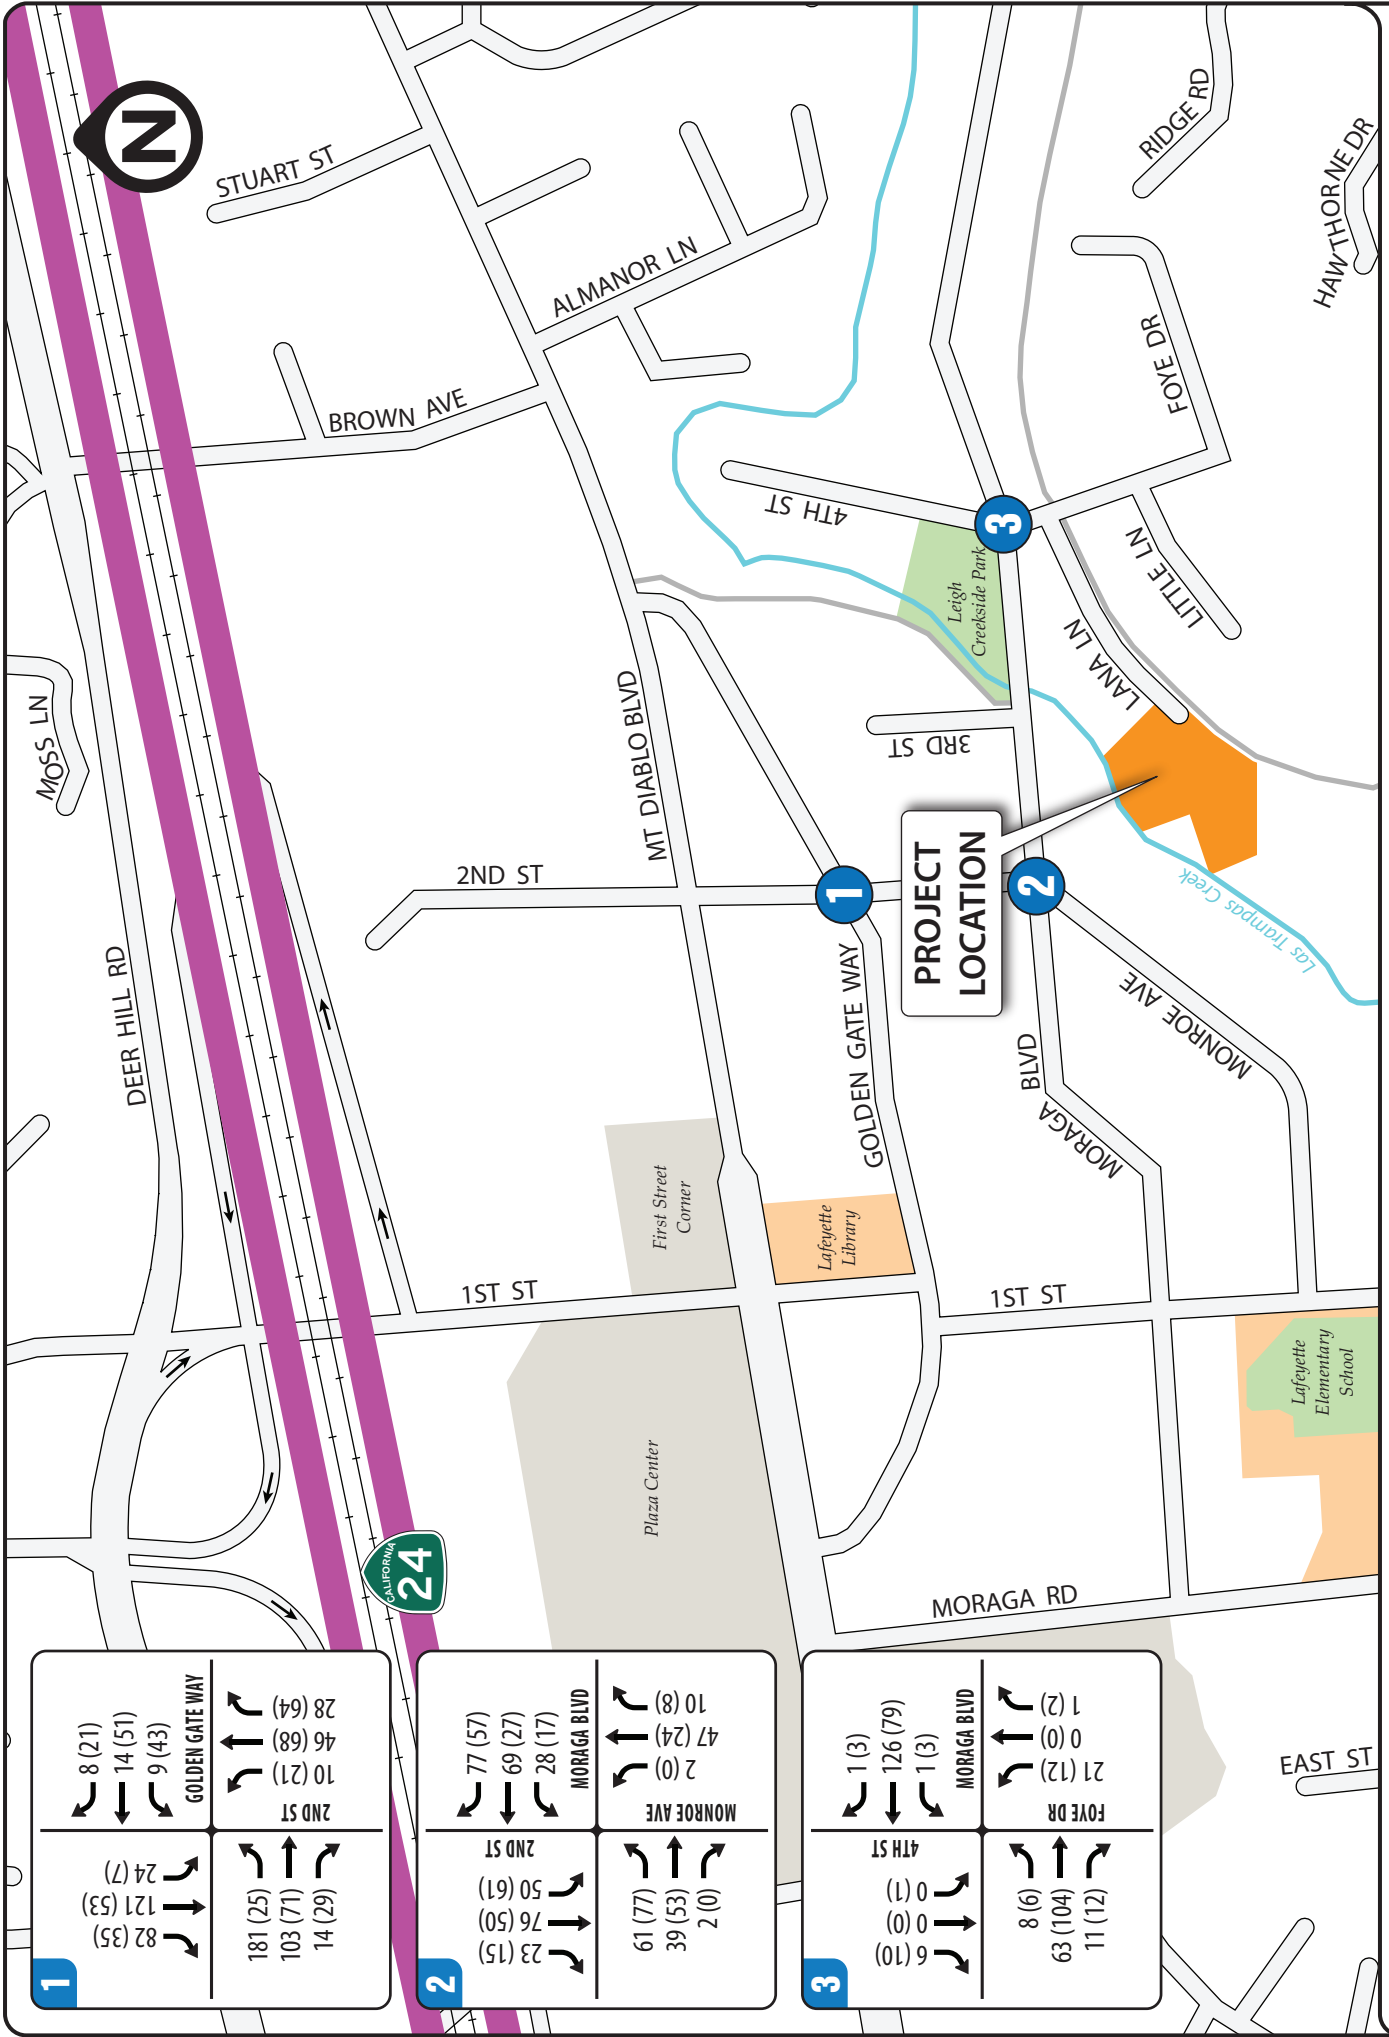 N
STUART ST
ALMANOR LN
BROWN AVE
RIDGE RD
HAWTHORNE DR
FOYE DR
LITTLE LN
LANA LN
4TH ST
3RD ST
Leigh
Creekside Park
MOSS LN
DEER HILL RD
MT DIABLO BLVD
2ND ST
GOLDEN GATE WAY
PROJECT
LOCATION
1
2
3
Las Trampas Creek
MONROE AVE
MORAGA
BLVD
First Street
Corner
Lafeyette
Library
1ST ST
1ST ST
Plaza Center
Lafeyette
Elementary
School
MORAGA RD
EAST ST
CALIFORNIA
24
1
82 (35)
121 (53)
24 (7)
8 (21)
14 (51)
9 (43)
GOLDEN GATE WAY
181 (25)
103 (71)
14 (29)
2ND ST
10 (21)
46 (68)
28 (64)
2
23 (15)
76 (50)
50 (61)
2ND ST
77 (57)
69 (27)
28 (17)
MORAGA BLVD
61 (77)
39 (53)
2 (0)
MONROE AVE
2 (0)
47 (24)
10 (8)
3
6 (10)
0 (0)
0 (1)
4TH ST
1 (3)
126 (79)
1 (3)
MORAGA BLVD
8 (6)
63 (104)
11 (12)
FOYE DR
21 (12)
0 (0)
1 (2)